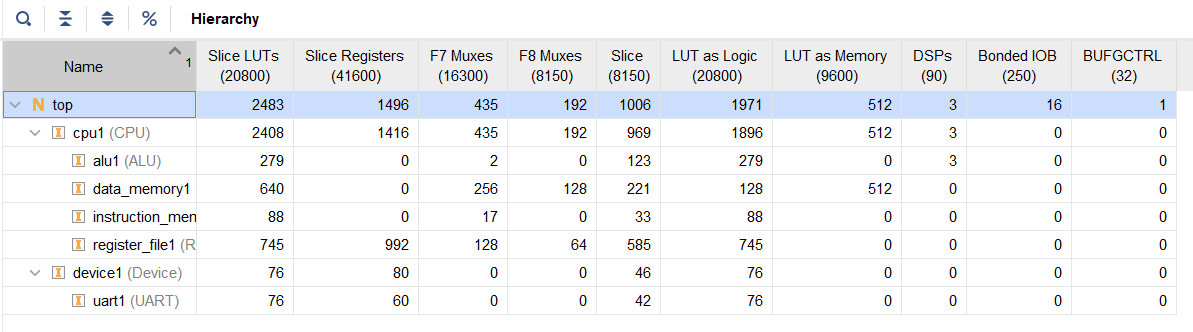 Hierarchy
Name 1 Slice LUTs (20800) Slice Registers (41600) F7 Muxes (16300) F8 Muxes (8150) Slice (8150) LUT as Logic (20800) LUT as Memory (9600) DSPs (90) Bonded IOB (250) BUFGCTRL (32)
N top 2483 1496 435 192 1006 1971 512 3 16 1
I cpu1 (CPU) 2408 1416 435 192 969 1896 512 3 0 0
I alu1 (ALU) 279 0 2 0 123 279 0 3 0 0
I data_memory1 640 0 256 128 221 128 512 0 0 0
I instruction_men 88 0 17 0 33 88 0 0 0 0
I register_file1 (R 745 992 128 64 585 745 0 0 0 0
I device1 (Device) 76 80 0 0 46 76 0 0 0 0
I uart1 (UART) 76 60 0 0 42 76 0 0 0 0